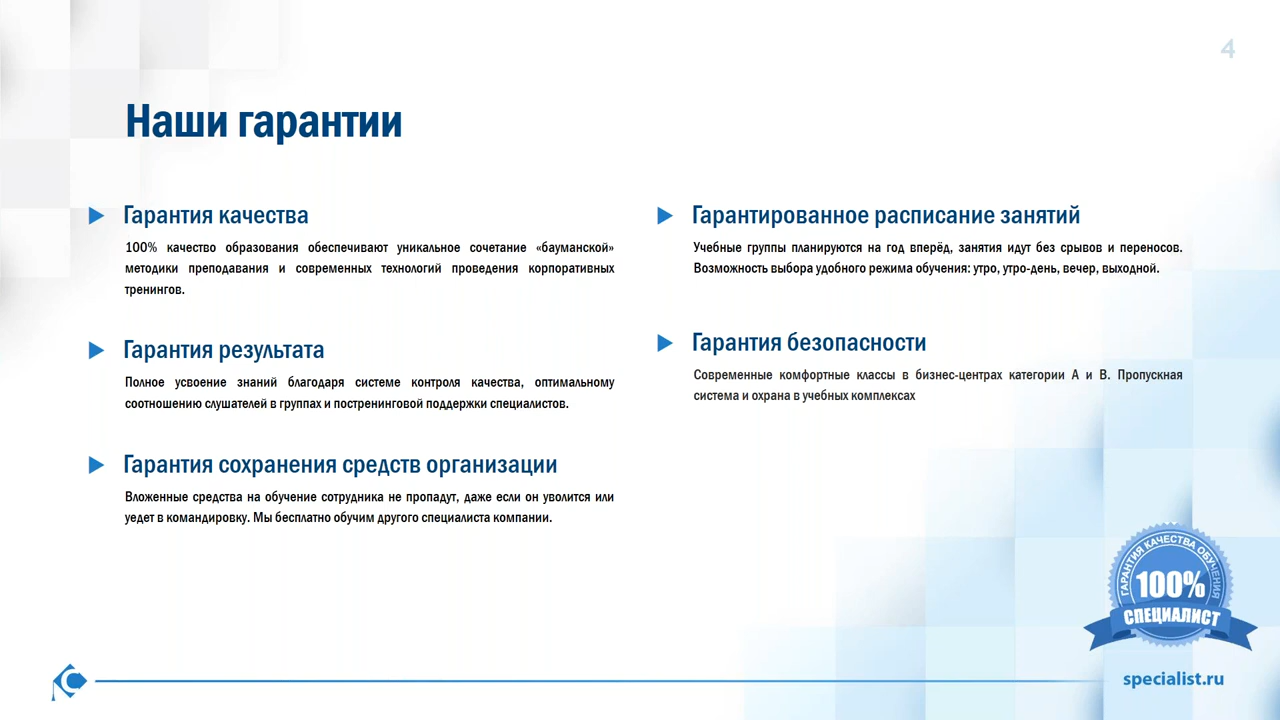 4
Наши гарантии
Гарантия качества
100% качество образования обеспечивают уникальное сочетание «бауманской»
методики преподавания и современных технологий проведения корпоративных
тренингов.
Гарантия результата
Полное усвоение знаний благодаря системе контроля качества, оптимальному
соотношению слушателей в группах и постренинговой поддержки специалистов.
Гарантия сохранения средств организации
Вложенные средства на обучение сотрудника не пропадут, даже если он уволится или
уедет в командировку. Мы бесплатно обучим другого специалиста компании.
Гарантированное расписание занятий
Учебные группы планируются на год вперёд, занятия идут без срывов и переносов.
Возможность выбора удобного режима обучения: утро, утро-день, вечер, выходной.
Гарантия безопасности
Современные комфортные классы в бизнес-центрах категории А и В. Пропускная
система и охрана в учебных комплексах
ГАРАНТИЯ КАЧЕСТВА ОБУЧЕНИЯ
100%
СПЕЦИАЛИСТ
specialist.ru